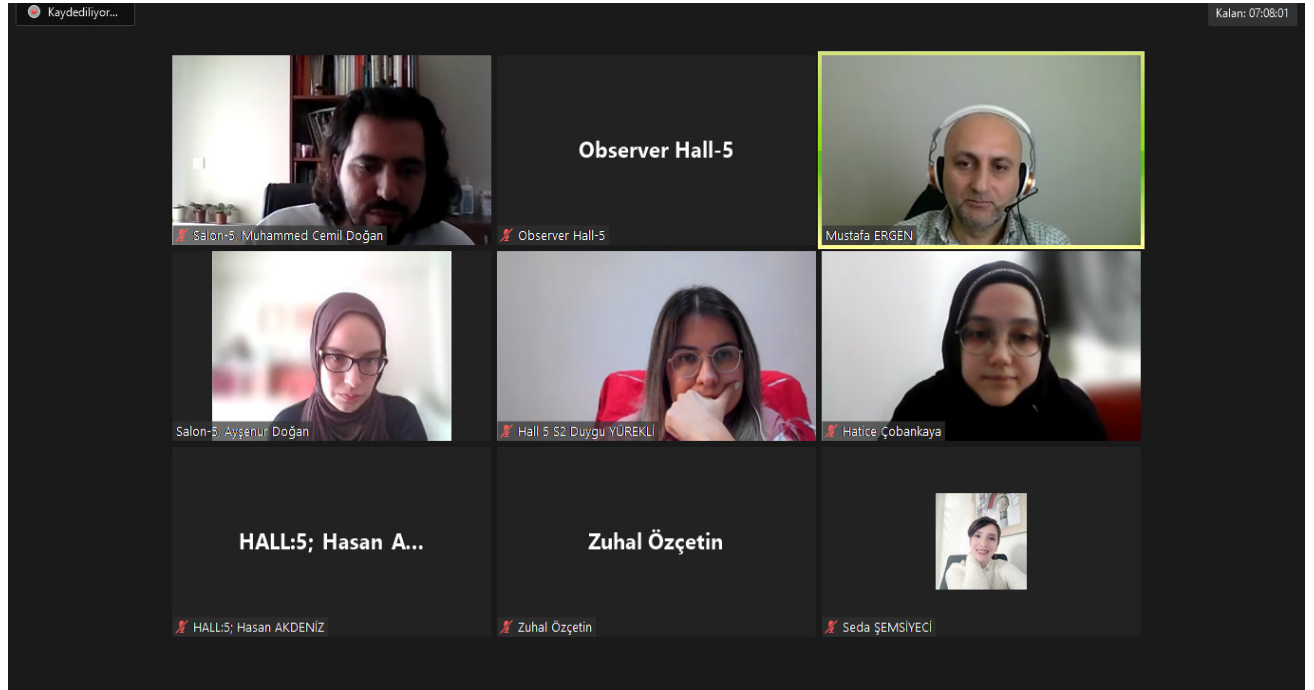 Kaydediliyor...
Kalan: 07:08:01
Salon-5, Muhammed Cemil Doğan
Observer Hall-5
Observer Hall-5
Mustafa ERGEN
Salon-5, Ayşenur Doğan
Hall 5 S2 Duygu YÜREKLİ
Hatice Çobankaya
HALL:5; Hasan A...
HALL:5; Hasan AKDENİZ
Zuhal Özçetin
Zuhal Özçetin
Seda ŞEMSİYECİ